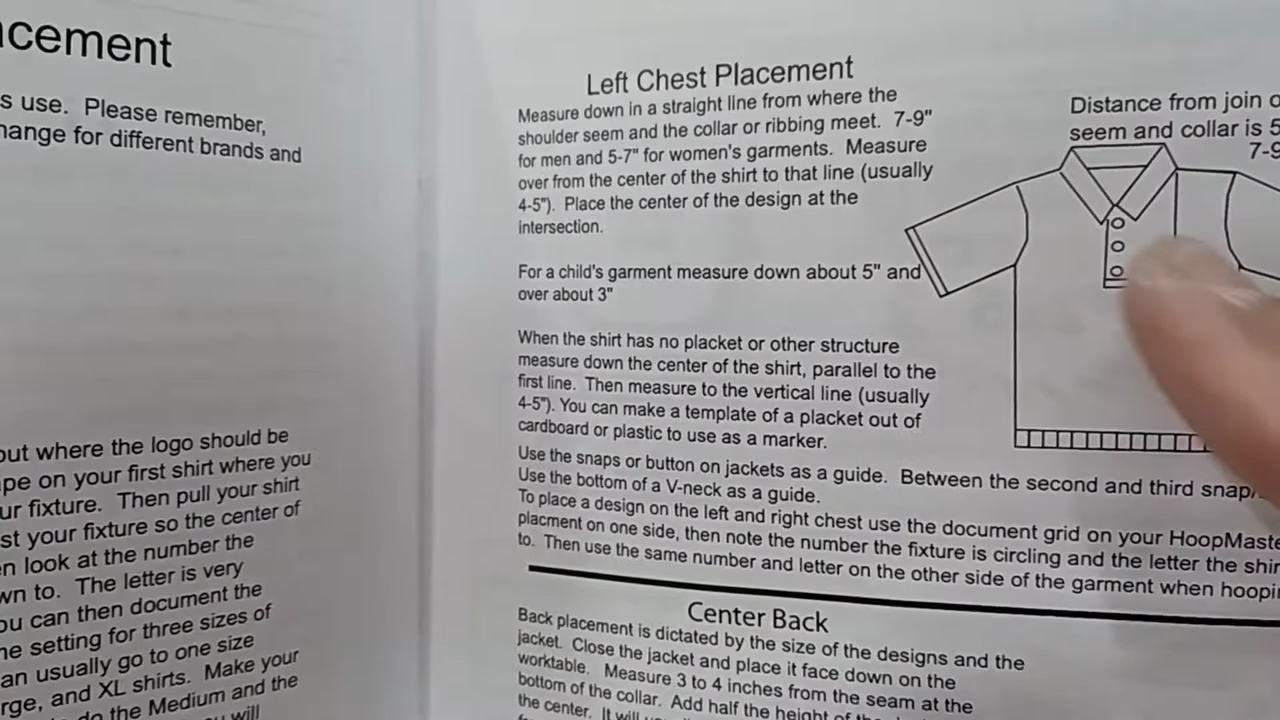 acement
s use. Please remember,
hange for different brands and
out where the logo should be
pe on your first shirt where you
ur fixture. Then pull your shirt
st your fixture so the center of
n look at the number the
wn to. The letter is very
ou can then document the
e setting for three sizes of
an usually go to one size
rge, and XL shirts. Make your
do the Medium and the
will
Left Chest Placement
Measure down in a straight line from where the
shoulder seem and the collar or ribbing meet. 7-9"
for men and 5-7" for women's garments. Measure
over from the center of the shirt to that line (usually
4-5"). Place the center of the design at the
intersection.
For a child's garment measure down about 5" and
over about 3"
When the shirt has no placket or other structure
measure down the center of the shirt, parallel to the
first line. Then measure to the vertical line (usually
4-5"). You can make a template of a placket out of
cardboard or plastic to use as a marker.
Use the snaps or button on jackets as a guide. Between the second and third snap
Use the bottom of a V-neck as a guide.
To place a design on the left and right chest use the document grid on your HoopMaste
placment on one side, then note the number the fixture is circling and the letter the shir
to. Then use the same number and letter on the other side of the garment when hoopi
Distance from join o
seem and collar is 5
7-9
Center Back
Back placement is dictated by the size of the designs and the
jacket. Close the jacket and place it face down on the
worktable. Measure 3 to 4 inches from the seam at the
bottom of the collar. Add half the height of the
the center. It will